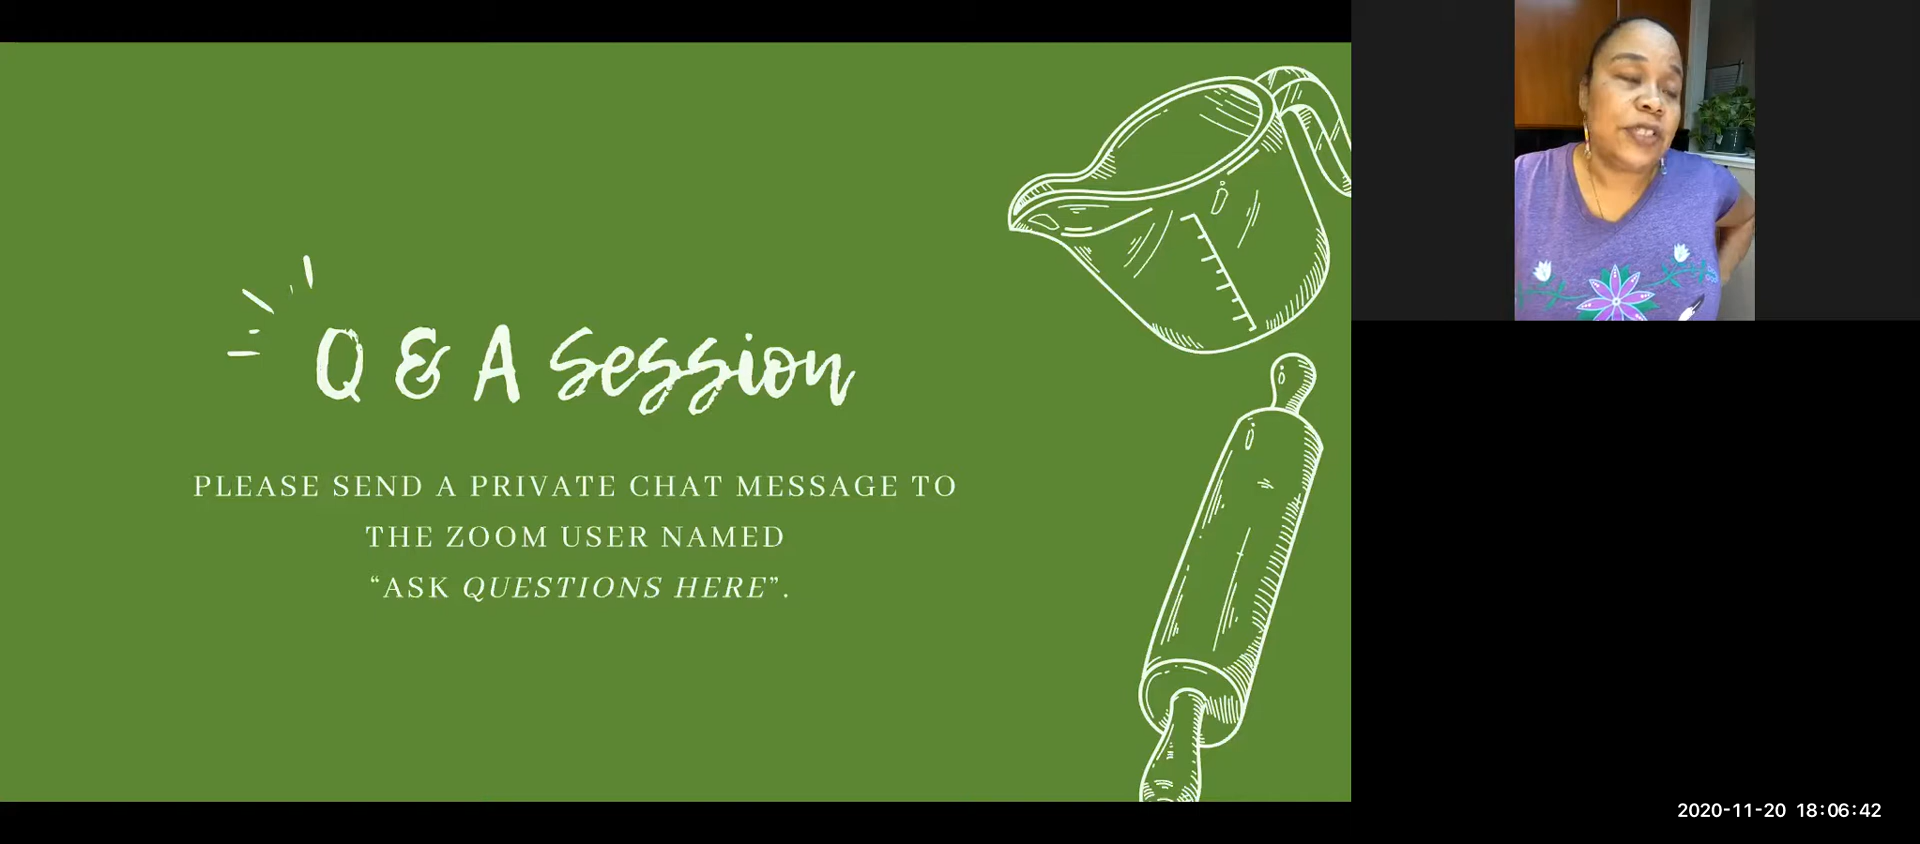 Q & A Session
PLEASE SEND A PRIVATE CHAT MESSAGE TO
THE ZOOM USER NAMED
“ASK QUESTIONS HERE”.
2020-11-20 18:06:42